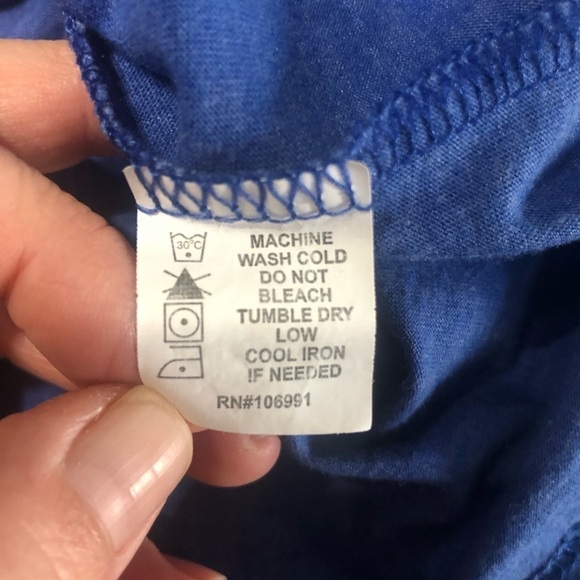 30°C
MACHINE
WASH COLD
DO NOT
BLEACH
TUMBLE DRY
LOW
COOL IRON
IF NEEDED
RN#106991